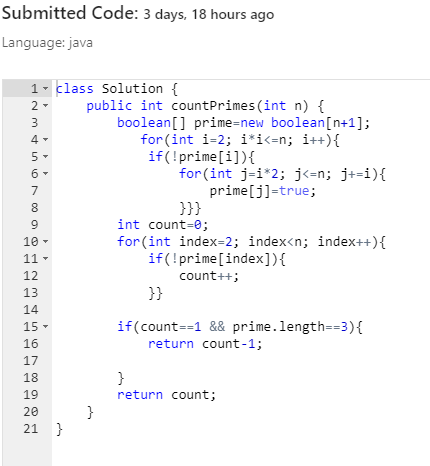 Submitted Code: 3 days, 18 hours ago
Language: java
1 class Solution {
2     public int countPrimes(int n) {
3         boolean[] prime=new boolean[n+1];
4            for(int i=2; i*i<=n; i++){
5             if(!prime[i]){
6                 for(int j=i*2; j<=n; j+=i){
7                     prime[j]=true;
8                 }}}
9         int count=0;
10         for(int index=2; index<n; index++){
11             if(!prime[index]){
12                 count++;
13             }}
14
15         if(count==1 && prime.length==3){
16             return count-1;
17
18         }
19         return count;
20     }
21 }